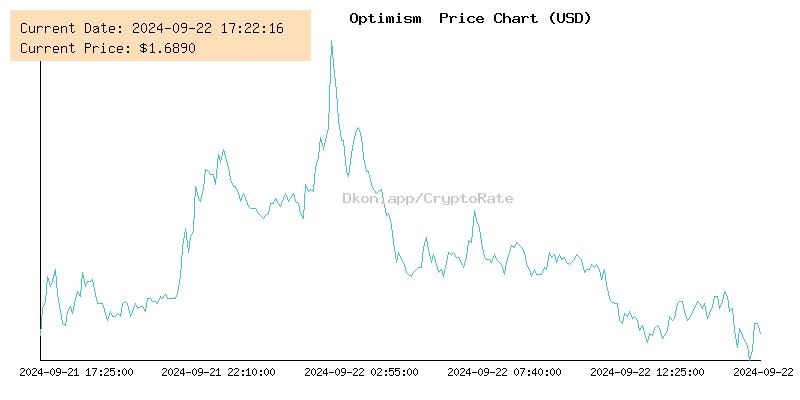 Optimism  Price Chart (USD)
Current Date: 2024-09-22 17:22:16
Current Price: $1.6890
Dkon.app/CryptoRate
2024-09-21 17:25:00 2024-09-21 22:10:00 2024-09-22 02:55:00 2024-09-22 07:40:00 2024-09-22 12:25:00 2024-09-22